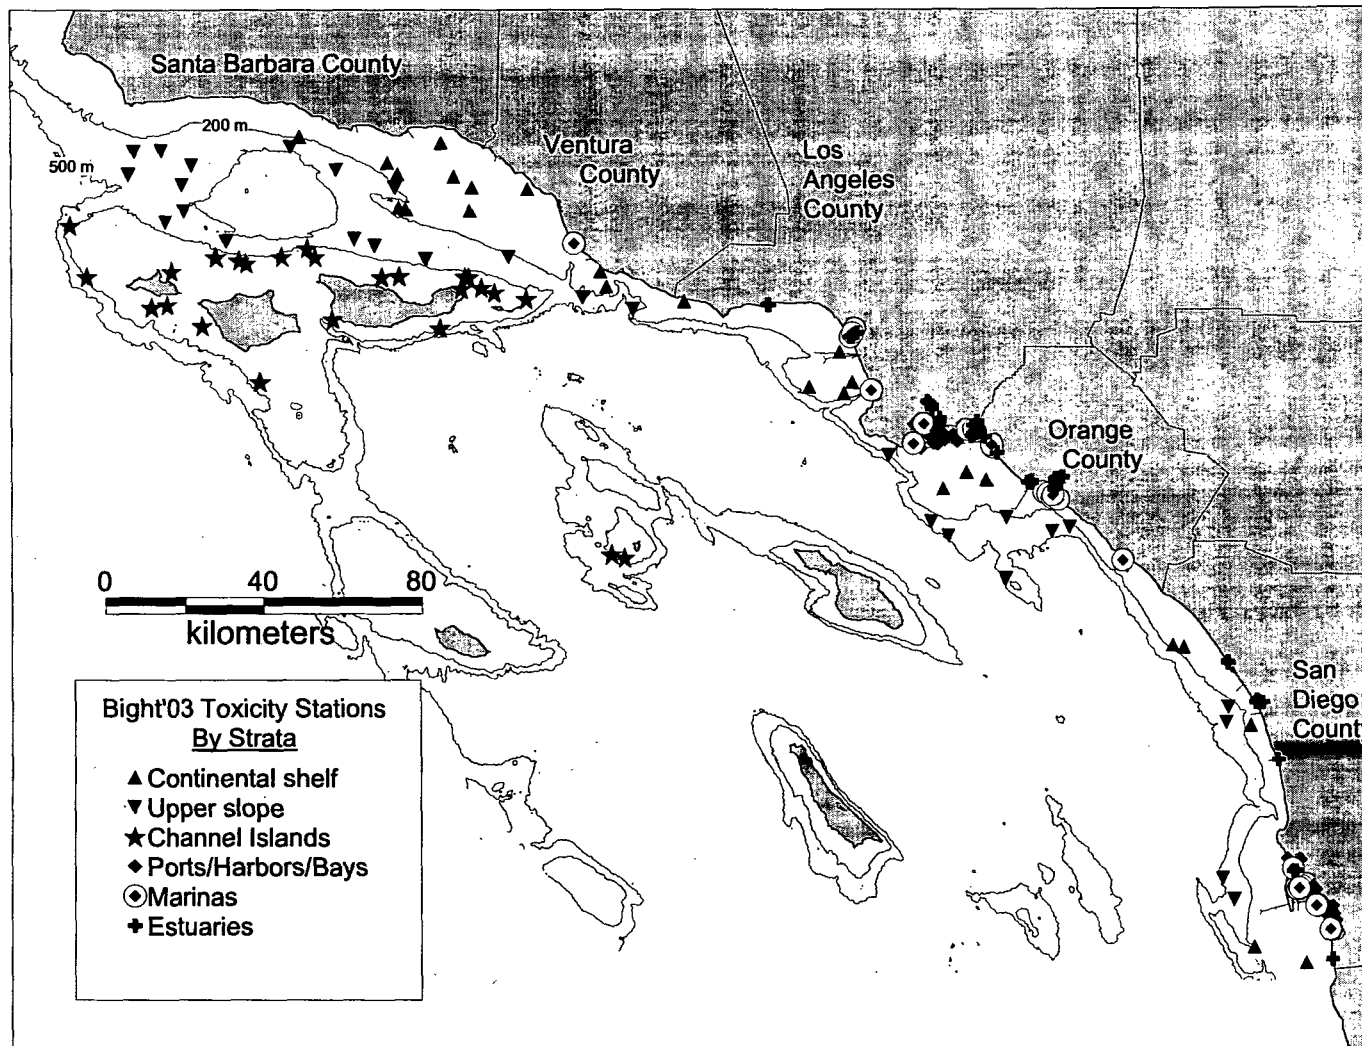 Santa Barbara County
200 m
500 m
Ventura
County
Los
Angeles
County
Orange
County
0 40 80
kilometers
San
Diego
Count
Bight'03 Toxicity Stations
By Strata
Continental shelf
Upper slope
Channel Islands
Ports/Harbors/Bays
Marinas
Estuaries